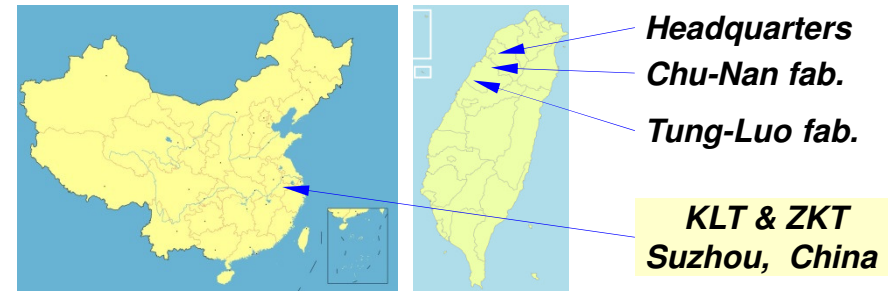 Headquarters
Chu-Nan fab.
Tung-Luo fab.
KLT & ZKT
Suzhou, China